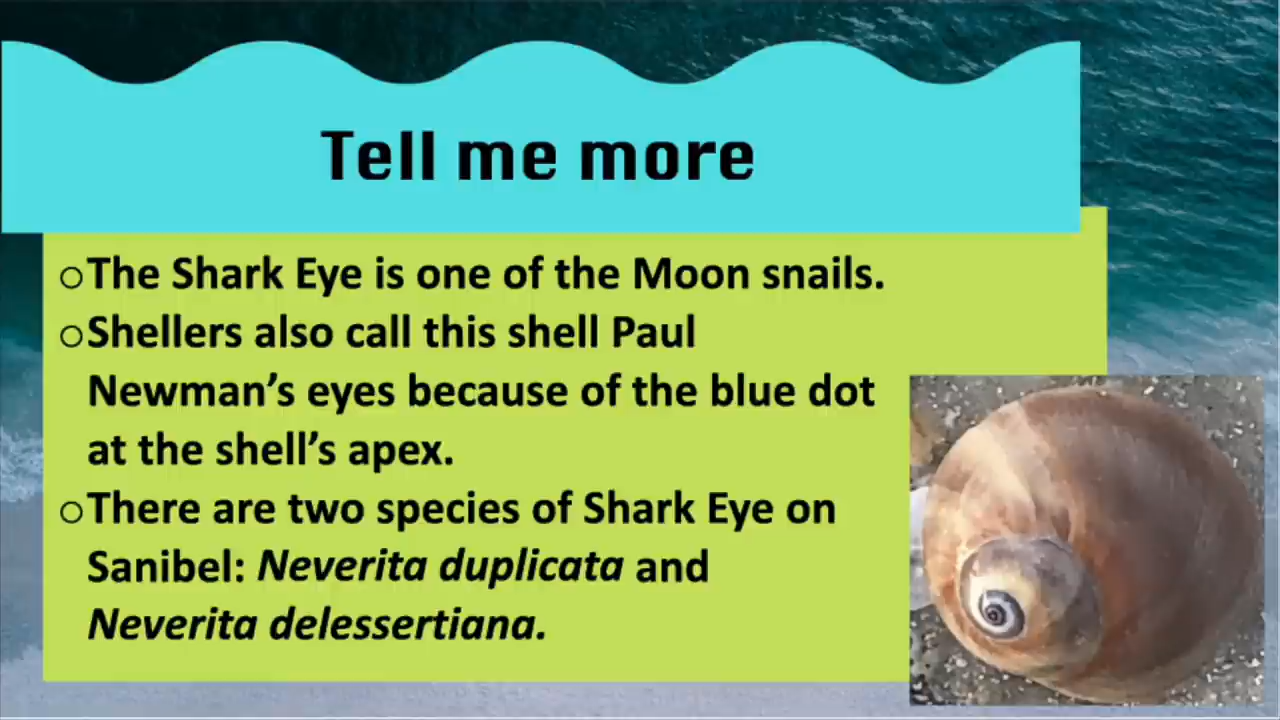 Tell me more
○The Shark Eye is one of the Moon snails.
○Shellers also call this shell Paul
Newman’s eyes because of the blue dot
at the shell’s apex.
○There are two species of Shark Eye on
Sanibel: Neverita duplicata and
Neverita delessertiana.